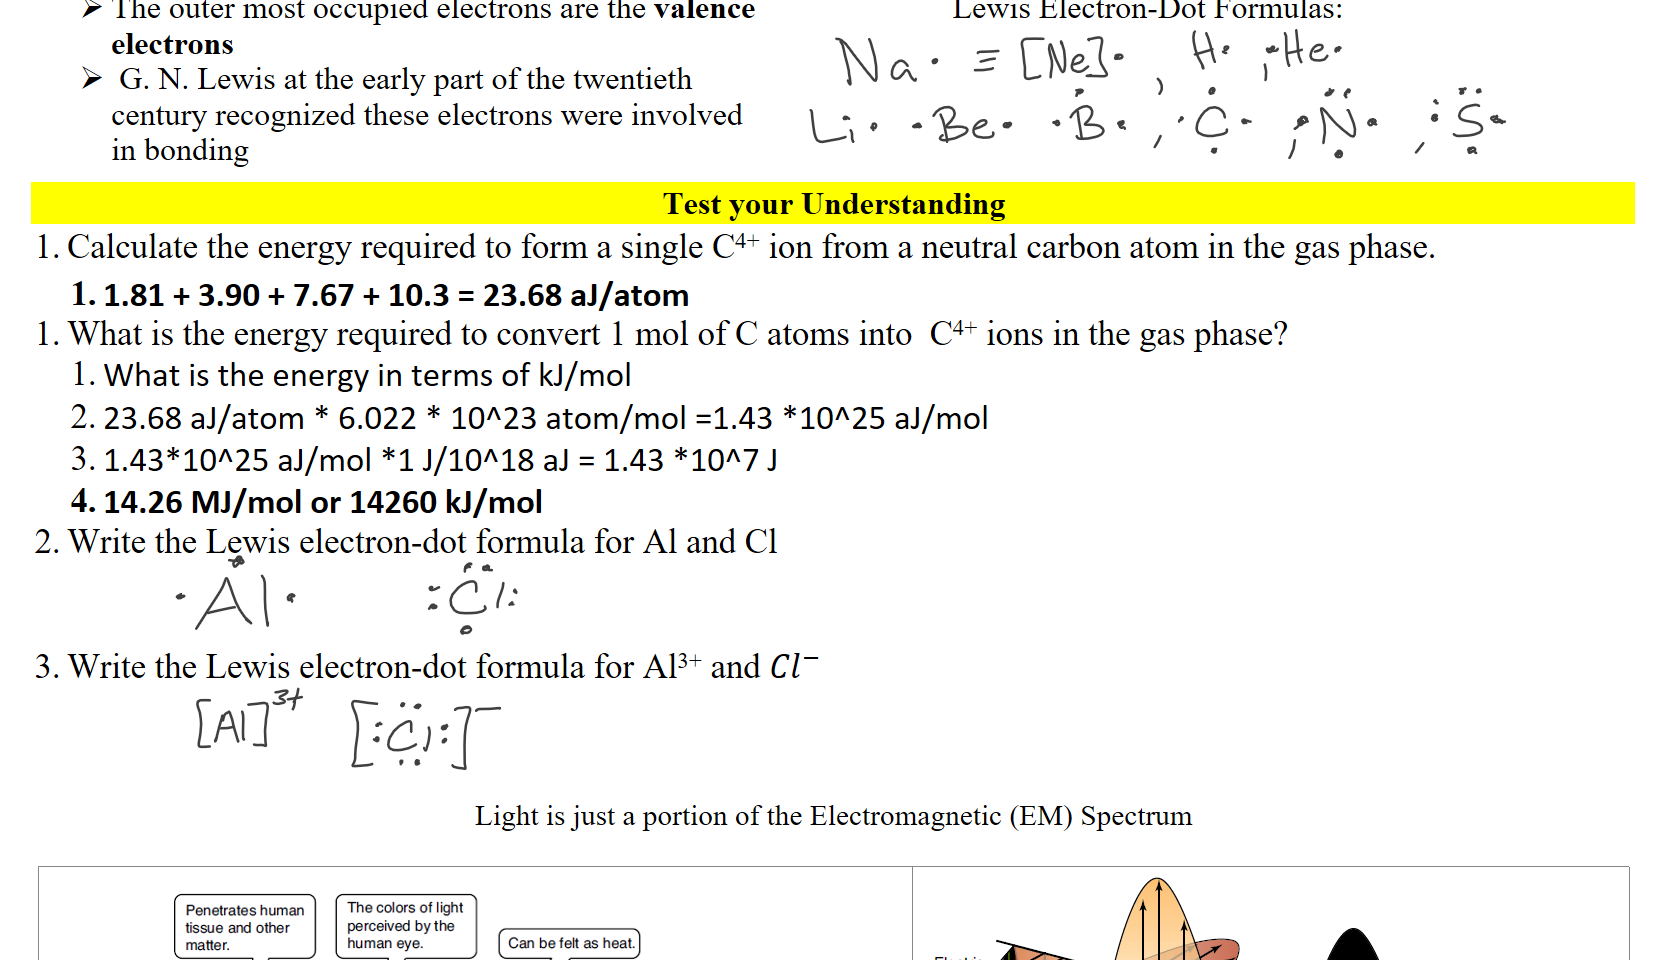 ➢ The outer most occupied electrons are the valence
electrons
➢ G. N. Lewis at the early part of the twentieth
century recognized these electrons were involved
in bonding
Lewis Electron-Dot Formulas:
Na· ≡ [Ne]·, H· , ·He·
Li· ·Be· ·B·, ·C· , ·N· , :S·
Test your Understanding
1. Calculate the energy required to form a single C⁴⁺ ion from a neutral carbon atom in the gas phase.
1. 1.81 + 3.90 + 7.67 + 10.3 = 23.68 aJ/atom
1. What is the energy required to convert 1 mol of C atoms into C⁴⁺ ions in the gas phase?
1. What is the energy in terms of kJ/mol
2. 23.68 aJ/atom * 6.022 * 10^23 atom/mol =1.43 *10^25 aJ/mol
3. 1.43*10^25 aJ/mol *1 J/10^18 aJ = 1.43 *10^7 J
4. 14.26 MJ/mol or 14260 kJ/mol
2. Write the Lewis electron-dot formula for Al and Cl
·Al· :Cl:
3. Write the Lewis electron-dot formula for Al³⁺ and Cl⁻
[Al]³⁺ [:Cl:]⁻
Light is just a portion of the Electromagnetic (EM) Spectrum
Penetrates human
tissue and other
matter.
The colors of light
perceived by the
human eye.
Can be felt as heat.